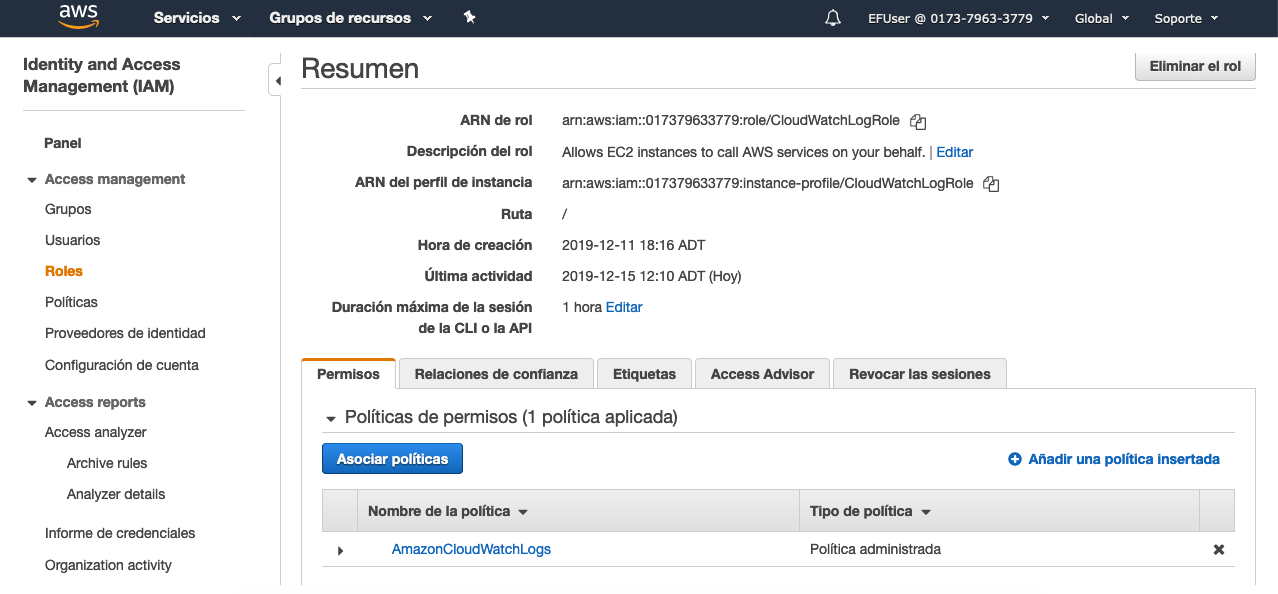 aws
Servicios
Grupos de recursos
EFUser @ 0173-7963-3779
Global
Soporte
Identity and Access
Management (IAM)
Panel
Access management
Grupos
Usuarios
Roles
Políticas
Proveedores de identidad
Configuración de cuenta
Access reports
Access analyzer
Archive rules
Analyzer details
Informe de credenciales
Organization activity
Resumen
Eliminar el rol
ARN de rol arn:aws:iam::017379633779:role/CloudWatchLogRole
Descripción del rol Allows EC2 instances to call AWS services on your behalf. | Editar
ARN del perfil de instancia arn:aws:iam::017379633779:instance-profile/CloudWatchLogRole
Ruta /
Hora de creación 2019-12-11 18:16 ADT
Última actividad 2019-12-15 12:10 ADT (Hoy)
Duración máxima de la sesión 1 hora Editar
de la CLI o la API
Permisos
Relaciones de confianza
Etiquetas
Access Advisor
Revocar las sesiones
Políticas de permisos (1 política aplicada)
Asociar políticas
Añadir una política insertada
Nombre de la política
Tipo de política
AmazonCloudWatchLogs
Política administrada